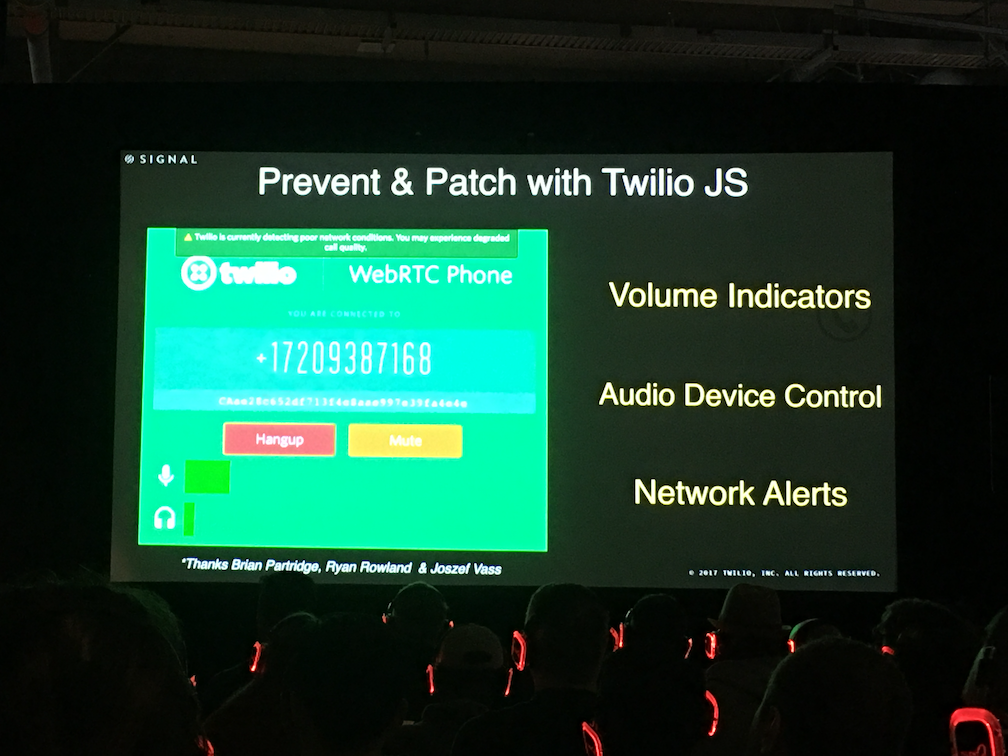 SIGNAL
Prevent & Patch with Twilio JS
Twilio is currently detecting poor network conditions. You may experience degraded
call quality.
twilio
WebRTC Phone
YOU ARE CONNECTED TO
+17209387168
Hangup
Mute
Volume Indicators
Audio Device Control
Network Alerts
*Thanks Brian Partridge, Ryan Rowland & Joszef Vass
© 2017 TWILIO, INC. ALL RIGHTS RESERVED.